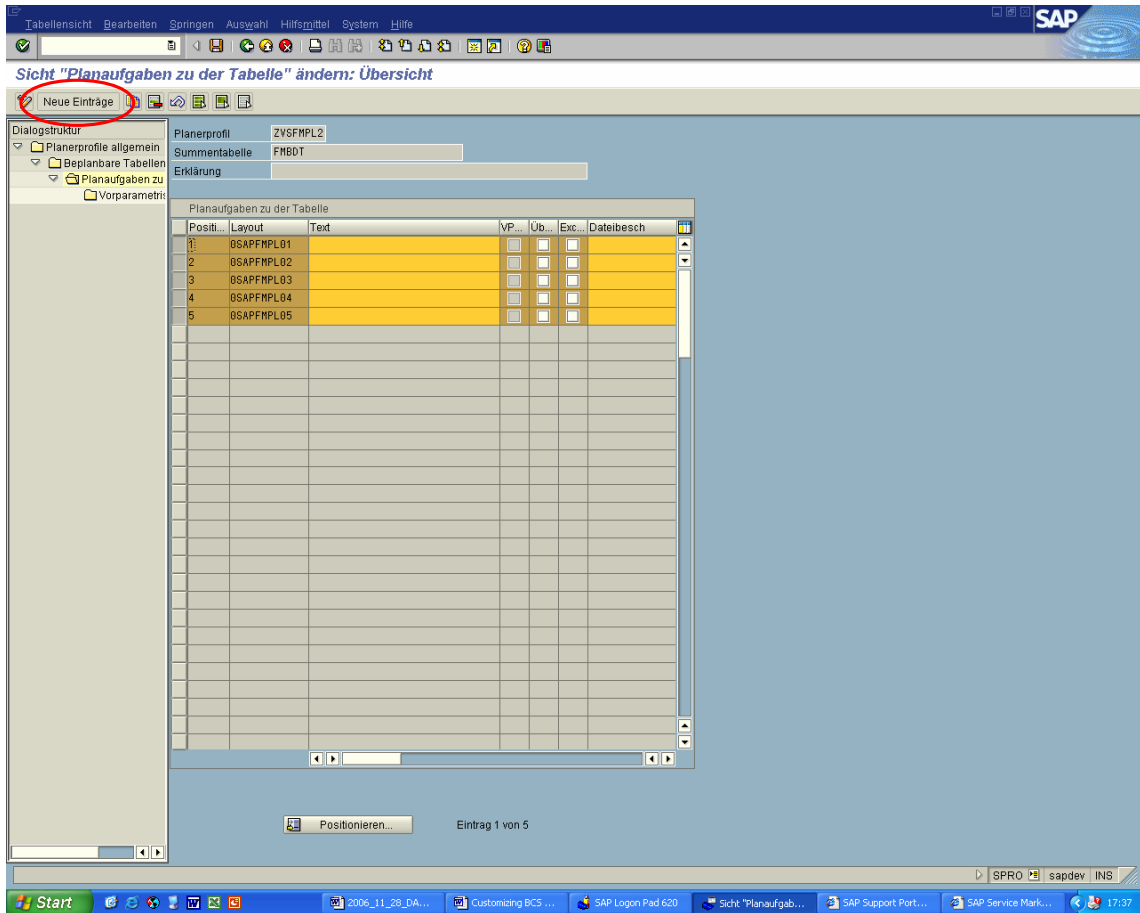 Tabellensicht Bearbeiten Springen Auswahl Hilfsmittel System Hilfe
SAP
Sicht "Planaufgaben zu der Tabelle" ändern: Übersicht
Neue Einträge
Dialogstruktur
Planerprofile allgemein
Beplanbare Tabellen
Planaufgaben zu
Vorparametris
Planerprofil ZVSFMPL2
Summentabelle FMBDT
Erklärung
Planaufgaben zu der Tabelle
Positi... Layout Text VP... Üb... Exc... Dateibesch
1 0SAPFMPL01
2 0SAPFMPL02
3 0SAPFMPL03
4 0SAPFMPL04
5 0SAPFMPL05
Positionieren... Eintrag 1 von 5
SPRO sapdev INS
Start 2006_11_28_DA... Customizing BCS ... SAP Logon Pad 620 Sicht "Planaufgab... SAP Support Port... SAP Service Mark... 17:37